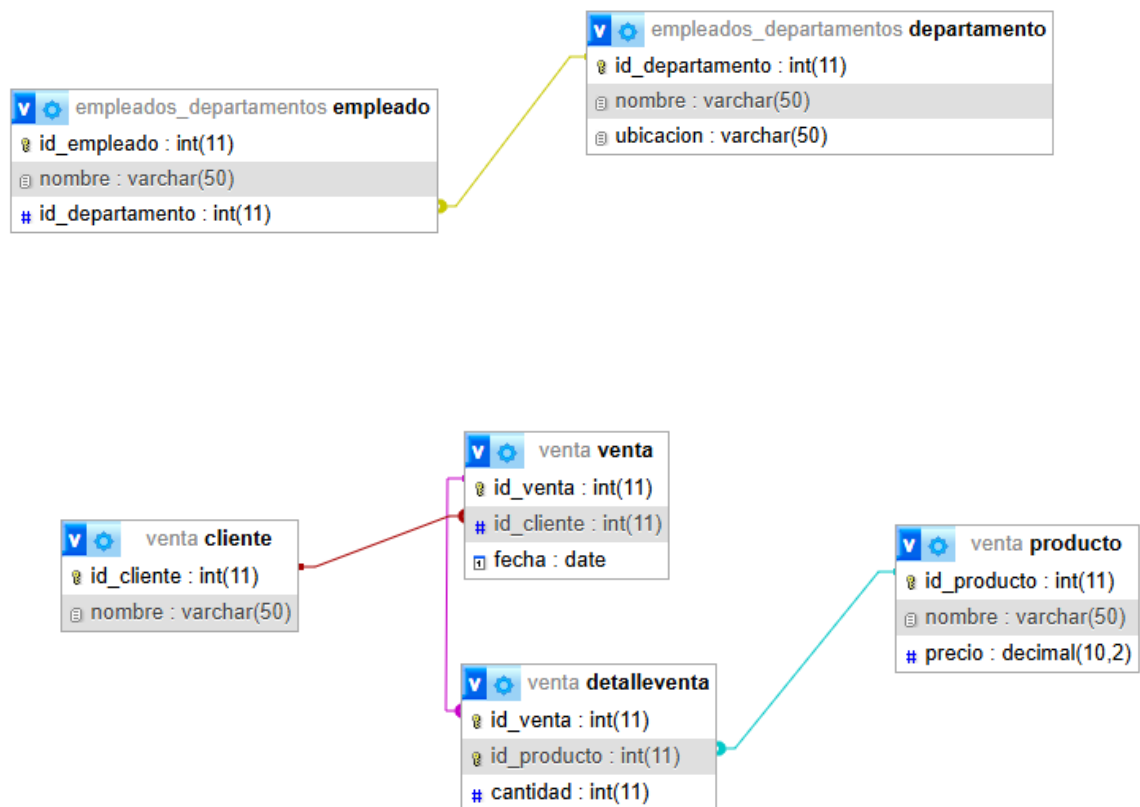 empleados_departamentos departamento
id_departamento : int(11)
nombre : varchar(50)
ubicacion : varchar(50)
empleados_departamentos empleado
id_empleado : int(11)
nombre : varchar(50)
# id_departamento : int(11)
venta venta
id_venta : int(11)
# id_cliente : int(11)
fecha : date
venta cliente
id_cliente : int(11)
nombre : varchar(50)
venta producto
id_producto : int(11)
nombre : varchar(50)
# precio : decimal(10,2)
venta detalleventa
id_venta : int(11)
id_producto : int(11)
# cantidad : int(11)